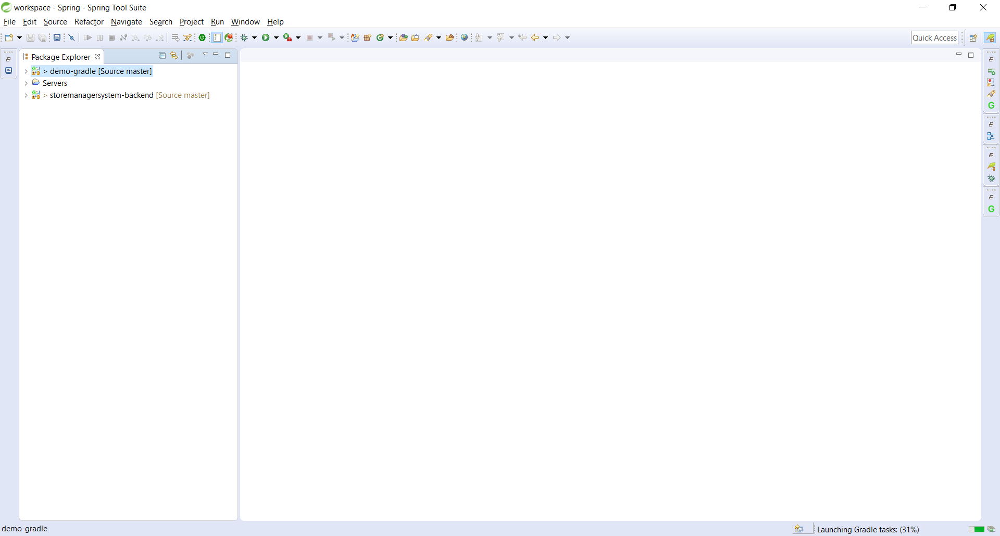 workspace - Spring - Spring Tool Suite
File Edit Source Refactor Navigate Search Project Run Window Help
Quick Access
Package Explorer
> demo-gradle [Source master]
Servers
> storemanagersystem-backend [Source master]
demo-gradle
Launching Gradle tasks: (31%)